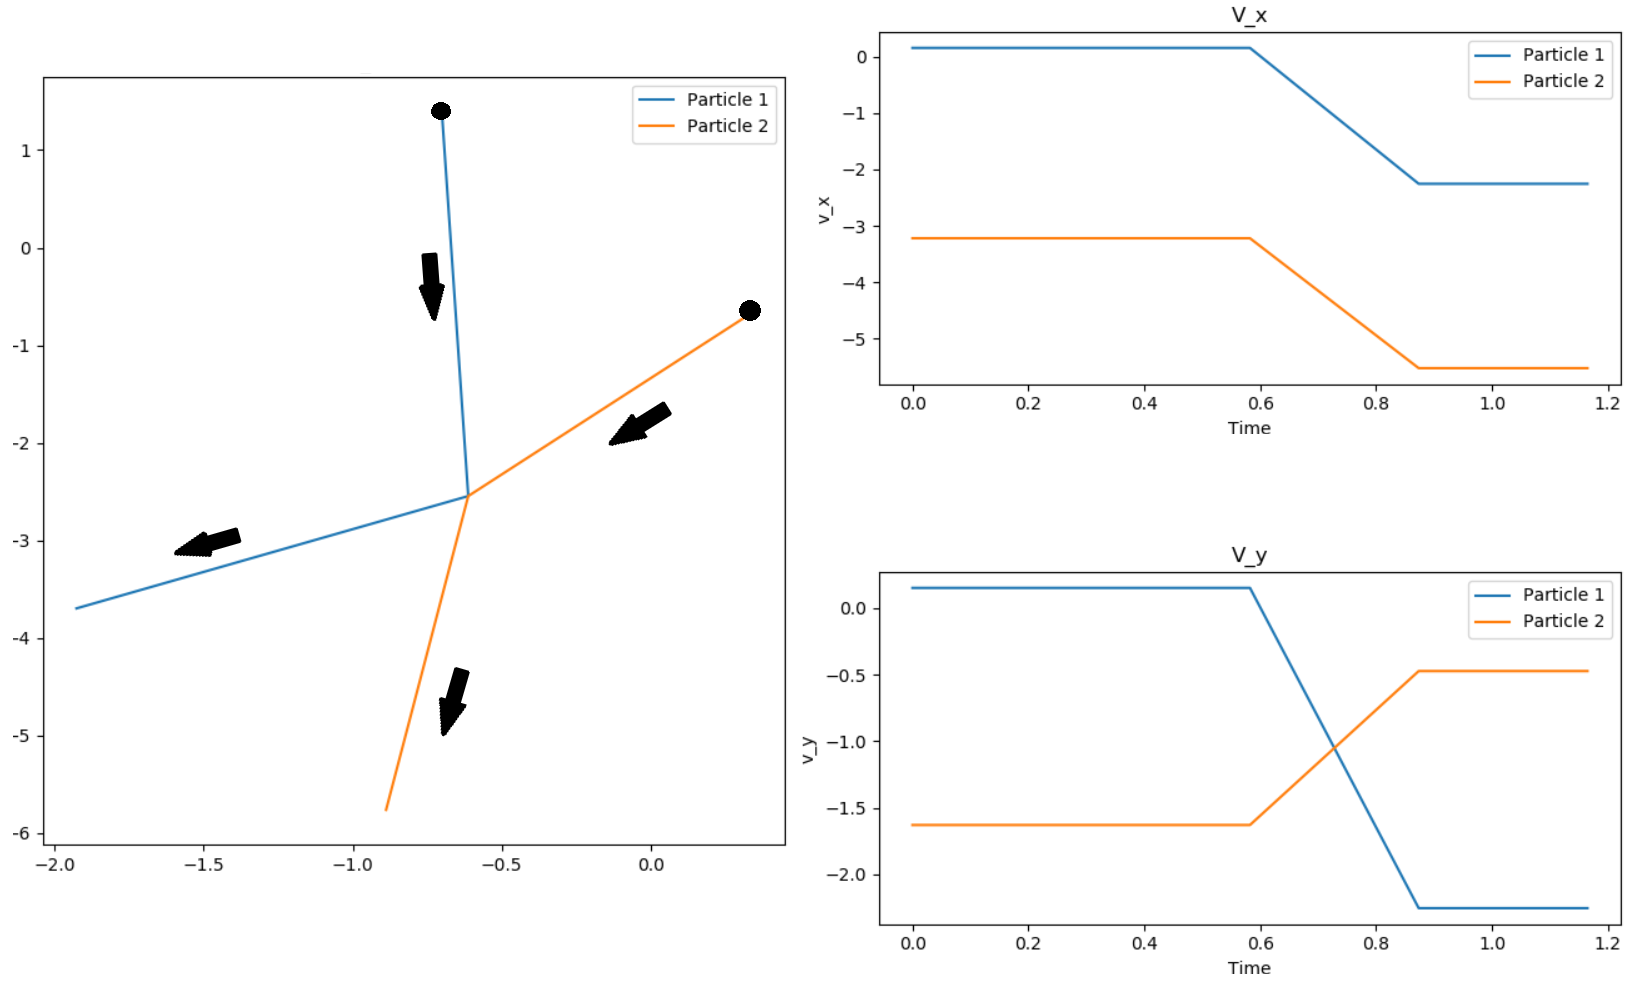 Particle 1
Particle 2
1
0
-1
-2
-3
-4
-5
-6
−2.0 −1.5 −1.0 −0.5 0.0
V_x
Particle 1
Particle 2
0
−1
−2
−3
−4
−5
v_x
0.0 0.2 0.4 0.6 0.8 1.0 1.2
Time
V_y
Particle 1
Particle 2
0.0
−0.5
−1.0
−1.5
−2.0
v_y
0.0 0.2 0.4 0.6 0.8 1.0 1.2
Time